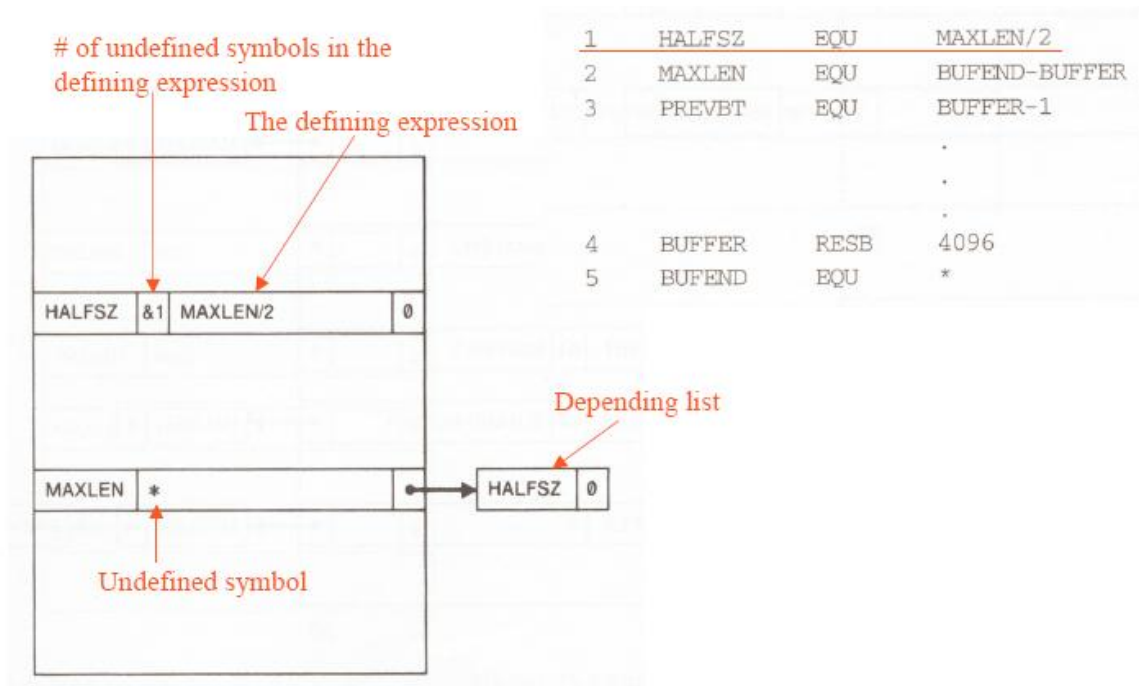 # of undefined symbols in the
defining expression
The defining expression
1 HALFSZ EQU MAXLEN/2
2 MAXLEN EQU BUFEND-BUFFER
3 PREVBT EQU BUFFER-1
.
.
.
4 BUFFER RESB 4096
5 BUFEND EQU *
HALFSZ &1 MAXLEN/2 0
Depending list
MAXLEN * HALFSZ 0
Undefined symbol